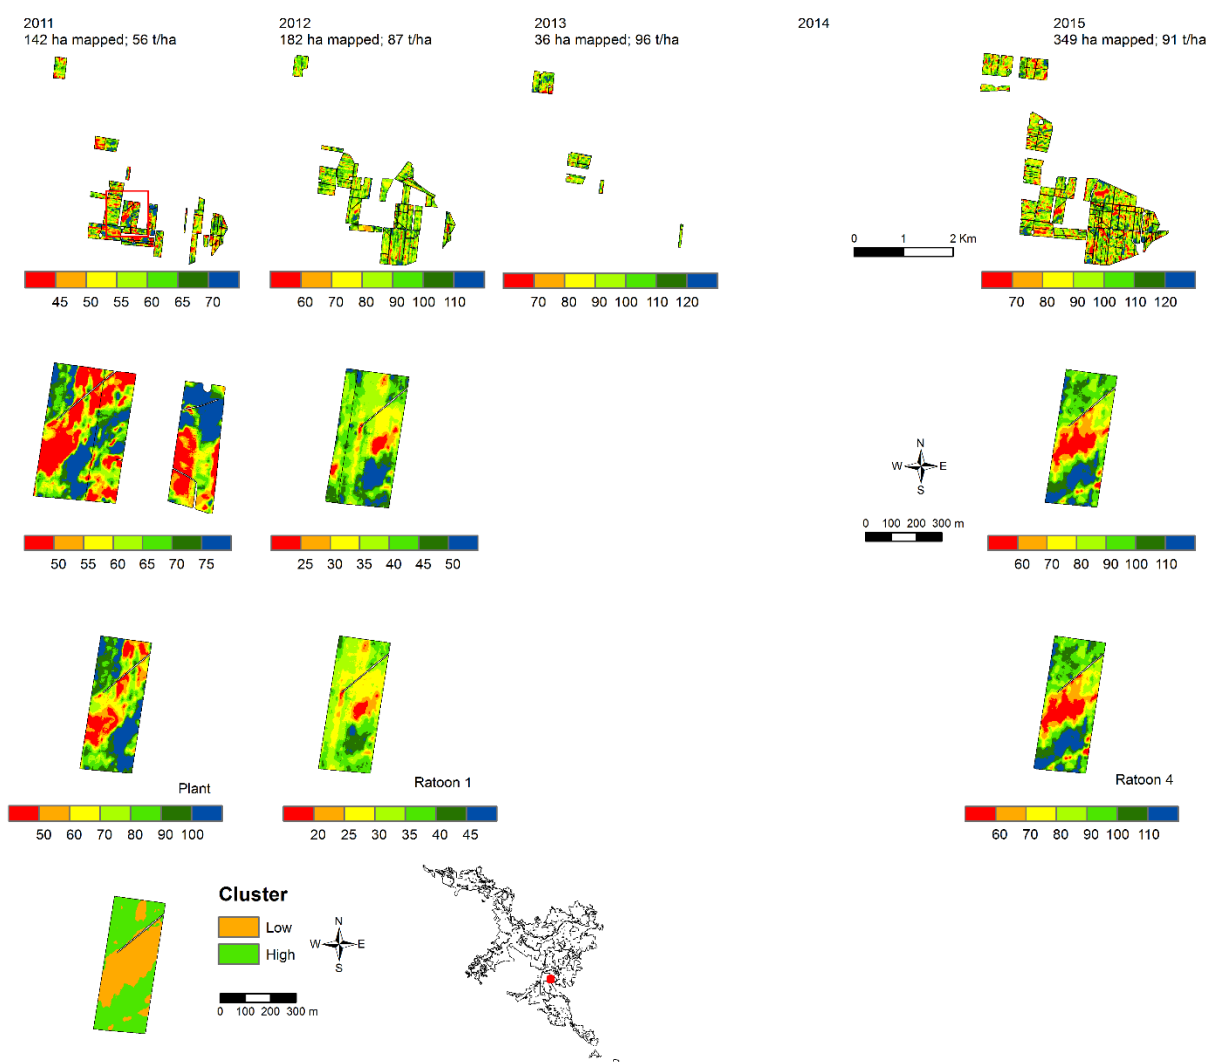 2011
142 ha mapped; 56 t/ha
2012
182 ha mapped; 87 t/ha
2013
36 ha mapped; 96 t/ha
2014
2015
349 ha mapped; 91 t/ha
0 1 2 Km
45 50 55 60 65 70
60 70 80 90 100 110
70 80 90 100 110 120
70 80 90 100 110 120
N
W E
S
0 100 200 300 m
50 55 60 65 70 75
25 30 35 40 45 50
60 70 80 90 100 110
Plant
Ratoon 1
Ratoon 4
50 60 70 80 90 100
20 25 30 35 40 45
60 70 80 90 100 110
Cluster
Low
High
N
W E
S
0 100 200 300 m